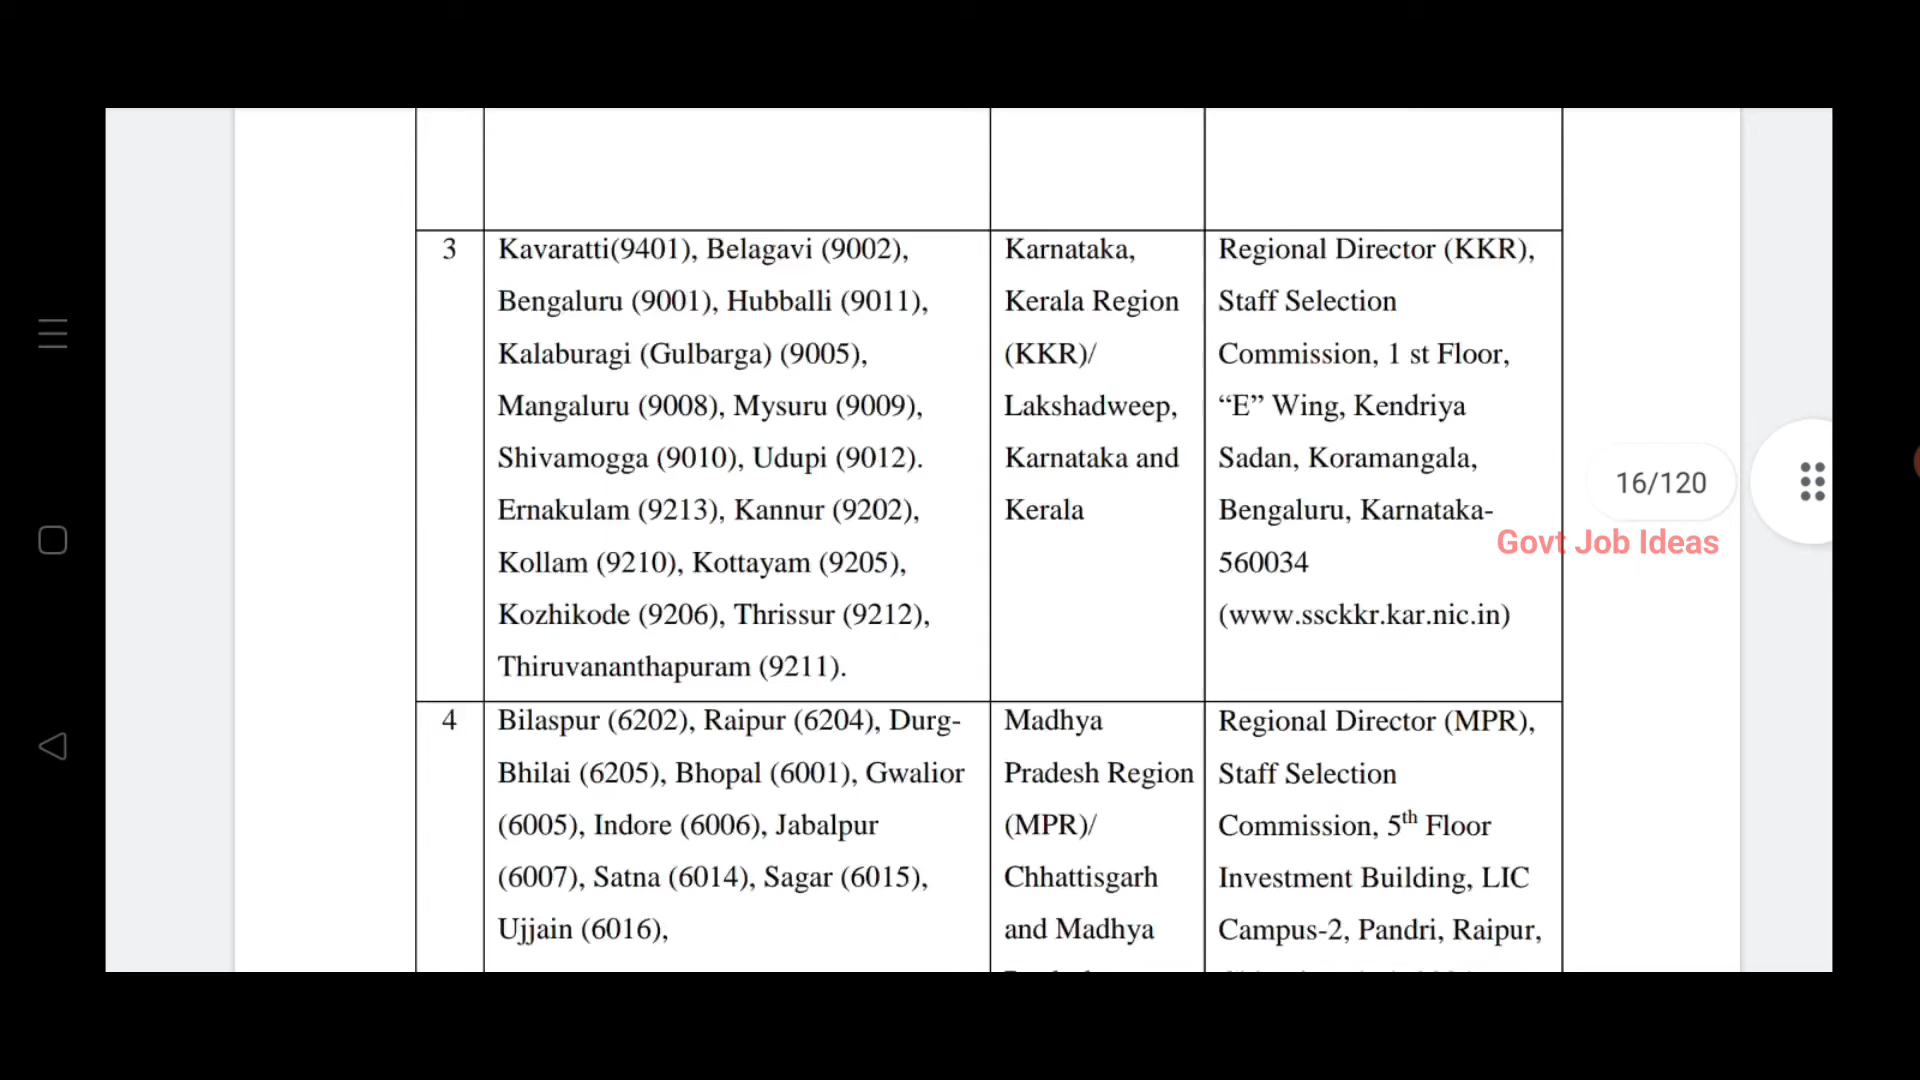 3
Kavaratti(9401), Belagavi (9002),
Bengaluru (9001), Hubballi (9011),
Kalaburagi (Gulbarga) (9005),
Mangaluru (9008), Mysuru (9009),
Shivamogga (9010), Udupi (9012).
Ernakulam (9213), Kannur (9202),
Kollam (9210), Kottayam (9205),
Kozhikode (9206), Thrissur (9212),
Thiruvananthapuram (9211).
Karnataka,
Kerala Region
(KKR)/
Lakshadweep,
Karnataka and
Kerala
Regional Director (KKR),
Staff Selection
Commission, 1 st Floor,
“E” Wing, Kendriya
Sadan, Koramangala,
Bengaluru, Karnataka-
560034
(www.ssckkr.kar.nic.in)
4
Bilaspur (6202), Raipur (6204), Durg-
Bhilai (6205), Bhopal (6001), Gwalior
(6005), Indore (6006), Jabalpur
(6007), Satna (6014), Sagar (6015),
Ujjain (6016),
Madhya
Pradesh Region
(MPR)/
Chhattisgarh
and Madhya
Regional Director (MPR),
Staff Selection
Commission, 5th Floor
Investment Building, LIC
Campus-2, Pandri, Raipur,
16/120
Govt Job Ideas